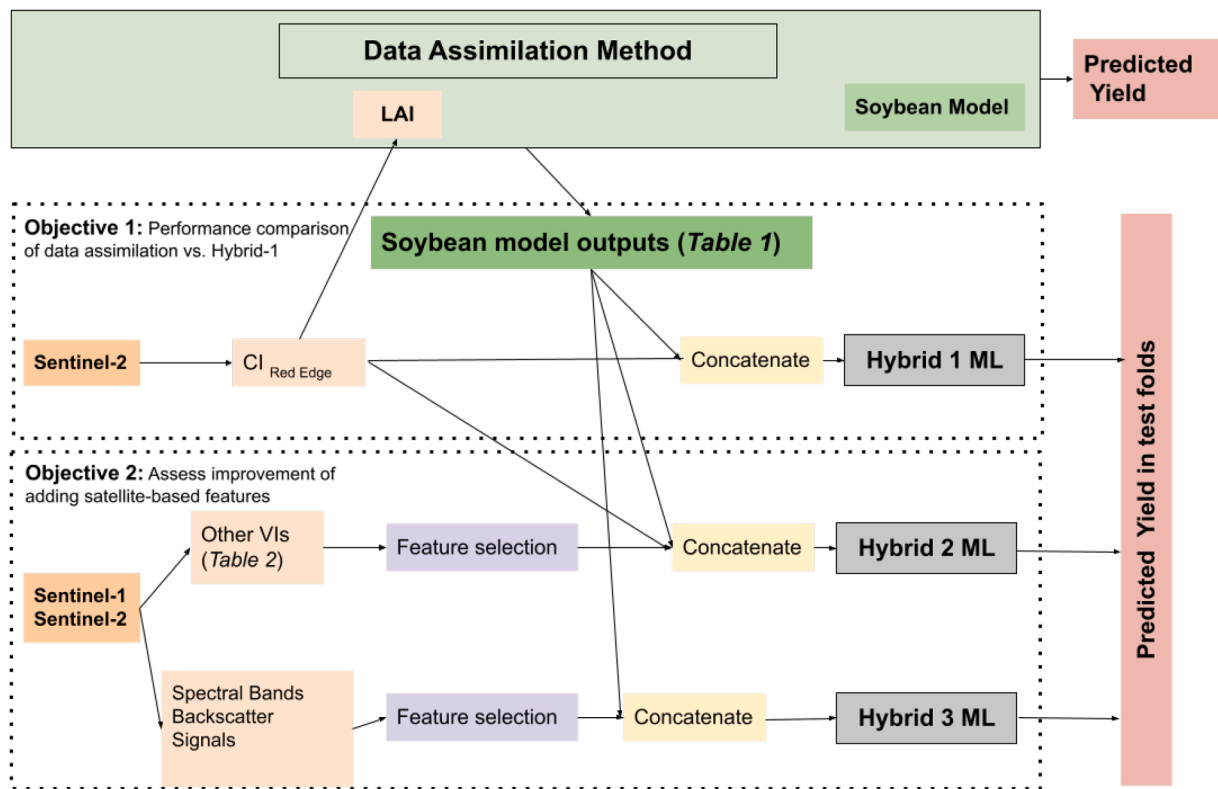 Data Assimilation Method
LAI
Soybean Model
Predicted
Yield
Objective 1: Performance comparison
of data assimilation vs. Hybrid-1
Soybean model outputs (Table 1)
Sentinel-2
CI Red Edge
Concatenate
Hybrid 1 ML
Objective 2: Assess improvement of
adding satellite-based features
Other VIs
(Table 2)
Feature selection
Concatenate
Hybrid 2 ML
Sentinel-1
Sentinel-2
Spectral Bands
Backscatter
Signals
Feature selection
Concatenate
Hybrid 3 ML
Predicted Yield in test folds